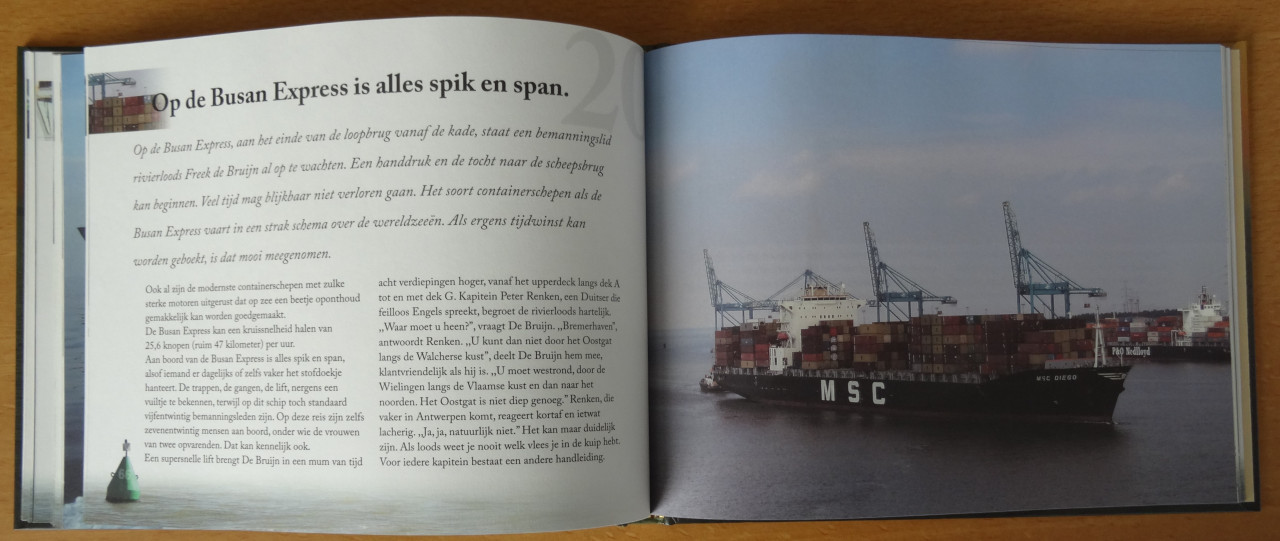 20
Op de Busan Express is alles spik en span.
Op de Busan Express, aan het einde van de loopbrug vanaf de kade, staat een bemanningslid
rivierloods Freek de Bruijn al op te wachten. Een handdruk en de tocht naar de scheepsbrug
kan beginnen. Veel tijd mag blijkbaar niet verloren gaan. Het soort containerschepen als de
Busan Express vaart in een strak schema over de wereldzeeën. Als ergens tijdwinst kan
worden geboekt, is dat mooi meegenomen.
Ook al zijn de modernste containerschepen met zulke
sterke motoren uitgerust dat op zee een beetje oponthoud
gemakkelijk kan worden goedgemaakt.
De Busan Express kan een kruissnelheid halen van
25,6 knopen (ruim 47 kilometer) per uur.
Aan boord van de Busan Express is alles spik en span,
alsof iemand er dagelijks of zelfs vaker het stofdoekje
hanteert. De trappen, de gangen, de lift, nergens een
vuiltje te bekennen, terwijl op dit schip toch standaard
vijfentwintig bemanningsleden zijn. Op deze reis zijn zelfs
zevenentwintig mensen aan boord, onder wie de vrouwen
van twee opvarenden. Dat kan kennelijk ook.
Een supersnelle lift brengt De Bruijn in een mum van tijd
acht verdiepingen hoger, vanaf het upperdeck langs dek A
tot en met dek G. Kapitein Peter Renken, een Duitser die
feilloos Engels spreekt, begroet de rivierloods hartelijk.
,,Waar moet u heen?”, vraagt De Bruijn. ,,Bremerhaven”,
antwoordt Renken. ,,U kunt dan niet door het Oostgat
langs de Walcherse kust”, deelt De Bruijn hem mee,
klantvriendelijk als hij is. ,,U moet westrond, door de
Wielingen langs de Vlaamse kust en dan naar het
noorden. Het Oostgat is niet diep genoeg.” Renken, die
vaker in Antwerpen komt, reageert kortaf en ietwat
lacherig. ,,Ja, ja, natuurlijk niet.” Het kan maar duidelijk
zijn. Als loods weet je nooit welk vlees je in de kuip hebt.
Voor iedere kapitein bestaat een andere handleiding.
MSC
MSC DIEGO
P&O Nedlloyd